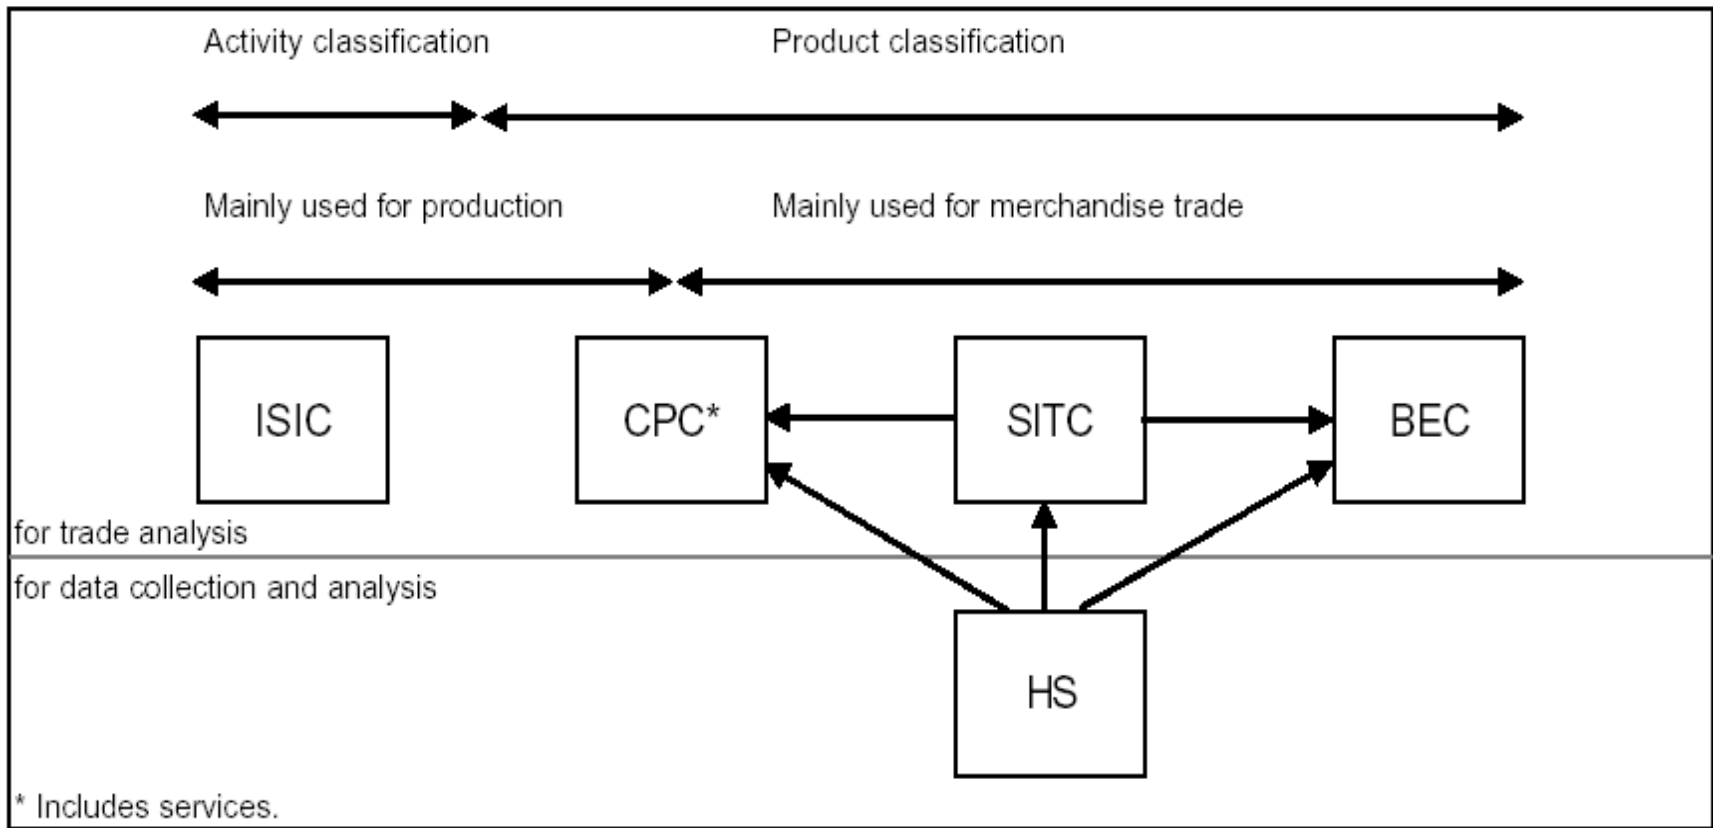 Activity classification
Product classification
Mainly used for production
Mainly used for merchandise trade
ISIC
CPC*
SITC
BEC
for trade analysis
for data collection and analysis
HS
* Includes services.